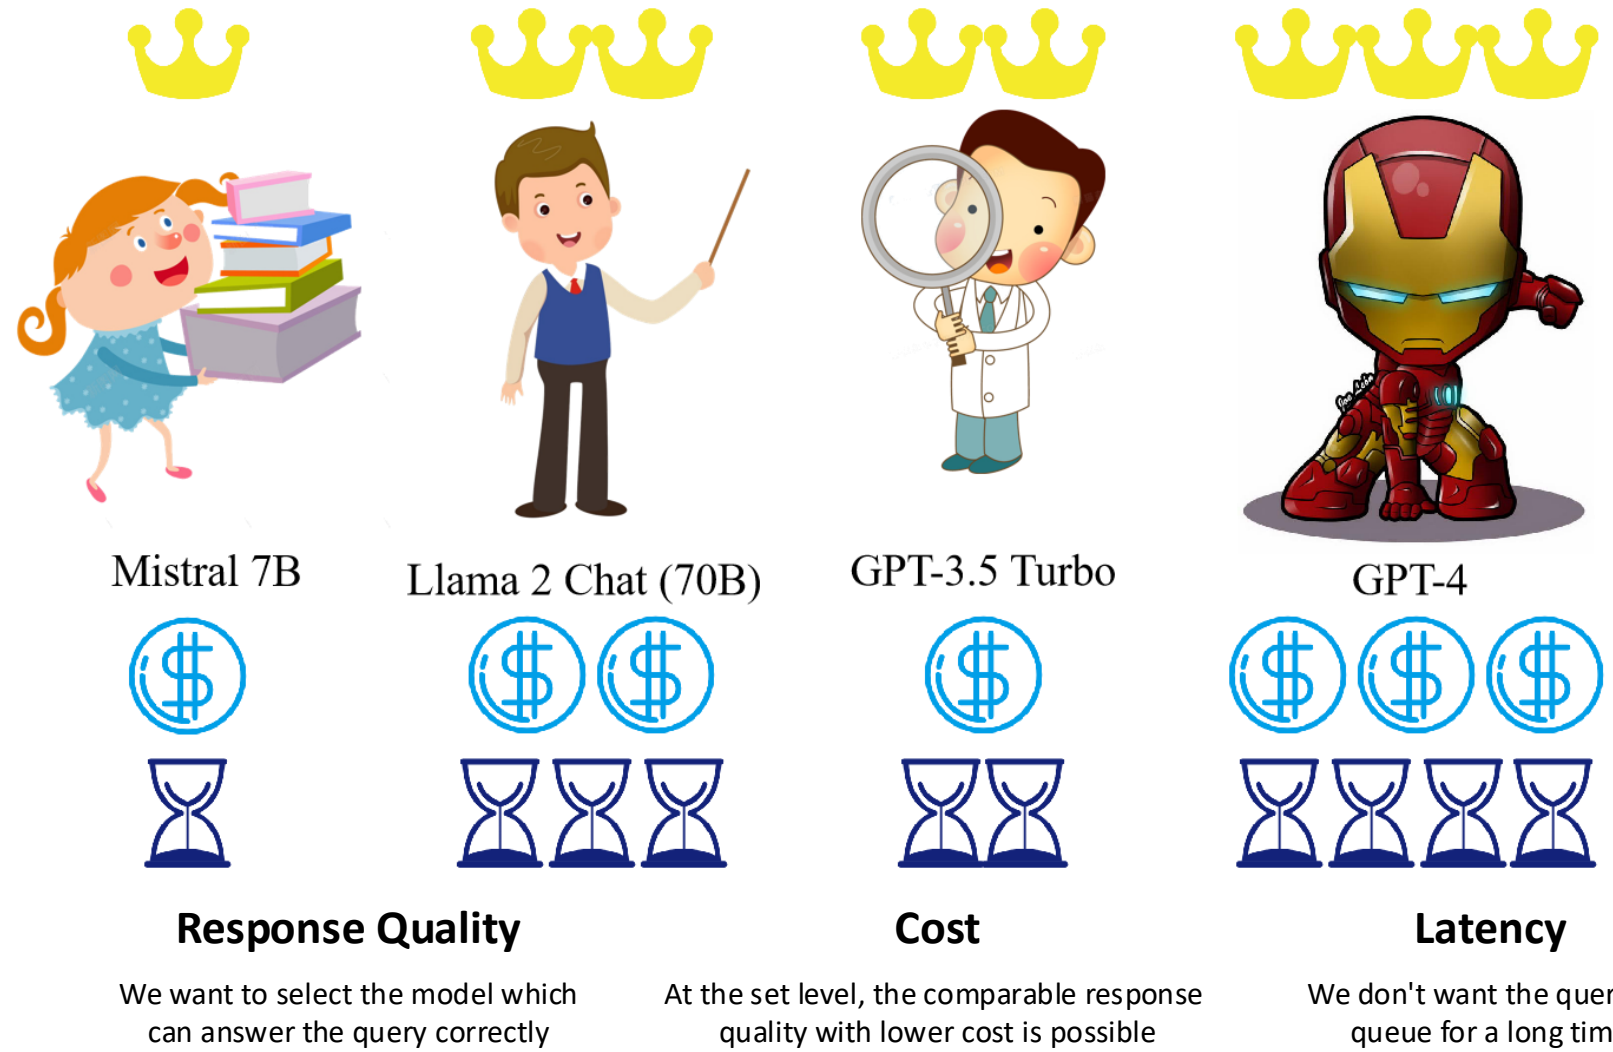 Mistral 7B
Llama 2 Chat (70B)
GPT-3.5 Turbo
GPT-4
Response Quality
We want to select the model which
can answer the query correctly
Cost
At the set level, the comparable response
quality with lower cost is possible
Latency
We don't want the
queue for a long